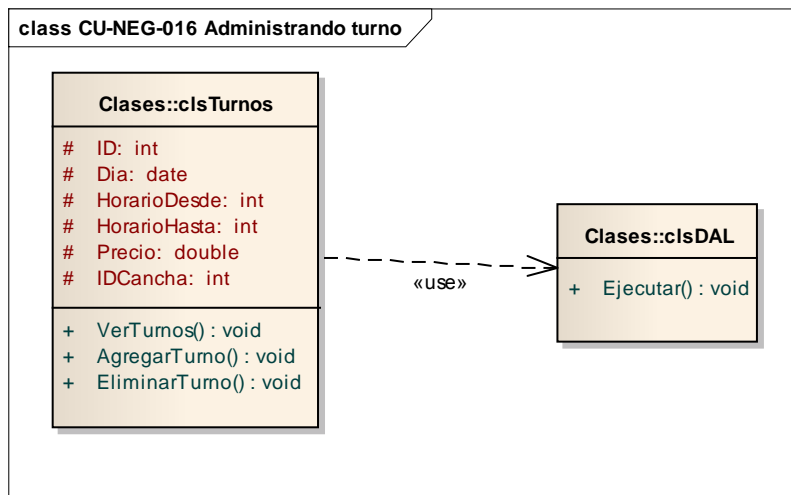 class CU-NEG-016 Administrando turno
Clases::clsTurnos
# ID: int
# Dia: date
# HorarioDesde: int
# HorarioHasta: int
# Precio: double
# IDCancha: int
+ VerTurnos() : void
+ AgregarTurno() : void
+ EliminarTurno() : void
«use»
Clases::clsDAL
+ Ejecutar() : void